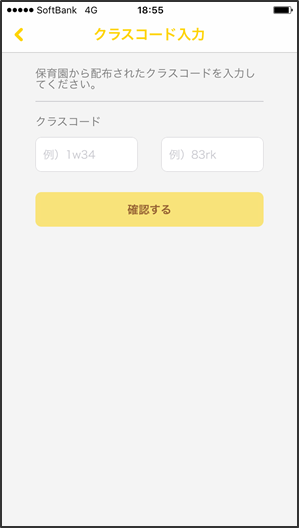 SoftBank 4G 18:55
クラスコード入力
保育園から配布されたクラスコードを入力し
てください。
クラスコード
例）1w34 例）83rk
確認する